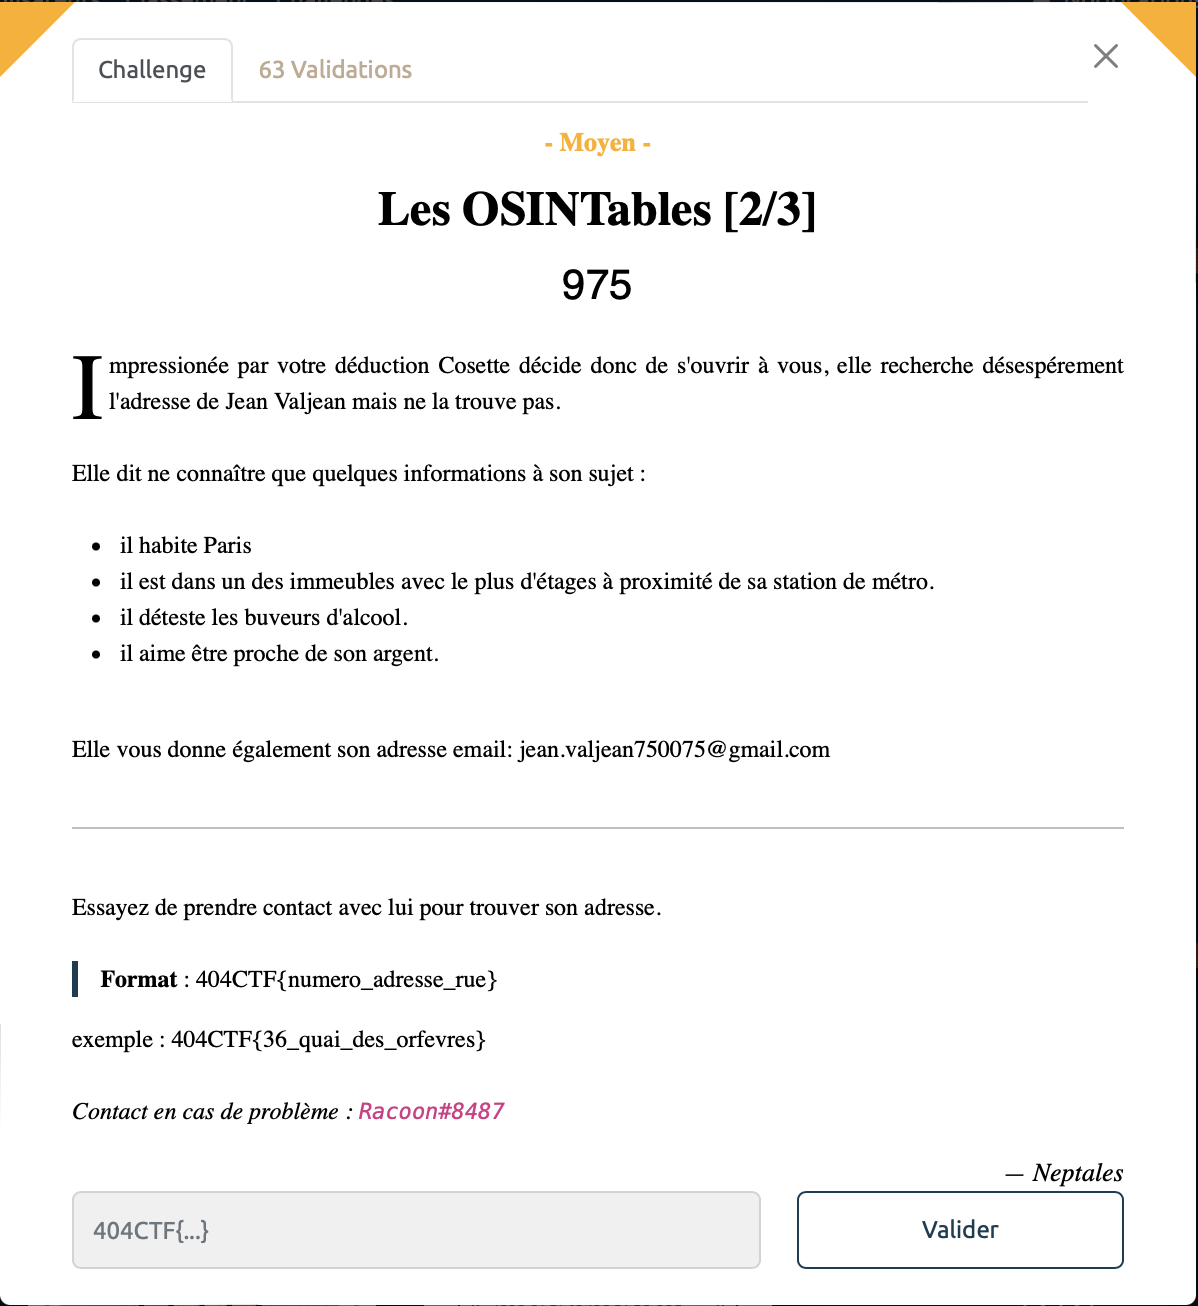 Challenge
63 Validations
- Moyen -
Les OSINTables [2/3]
975
Impressionée par votre déduction Cosette décide donc de s'ouvrir à vous, elle recherche désespérement
l'adresse de Jean Valjean mais ne la trouve pas.
Elle dit ne connaître que quelques informations à son sujet :
• il habite Paris
• il est dans un des immeubles avec le plus d'étages à proximité de sa station de métro.
• il déteste les buveurs d'alcool.
• il aime être proche de son argent.
Elle vous donne également son adresse email: jean.valjean750075@gmail.com
Essayez de prendre contact avec lui pour trouver son adresse.
Format : 404CTF{numero_adresse_rue}
exemple : 404CTF{36_quai_des_orfevres}
Contact en cas de problème : Racoon#8487
— Neptales
404CTF{...}
Valider